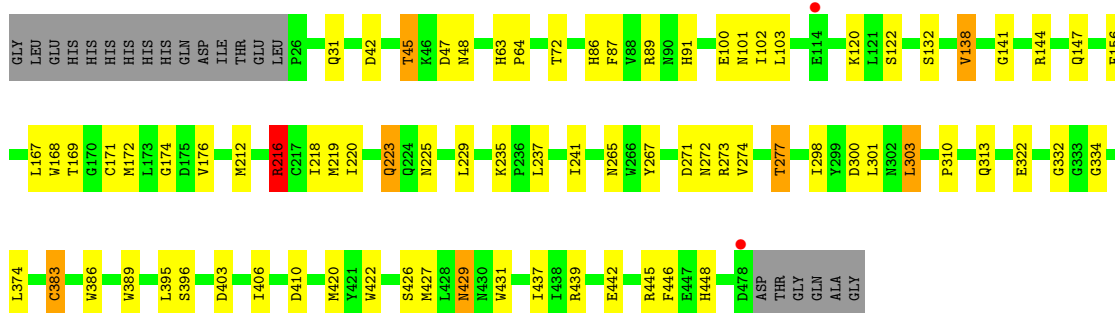 GLY LEU GLU HIS HIS HIS HIS HIS HIS GLN ASP ILE THR GLU LEU P26 Q31 D42 T45 K46 D47 N48 H63 P64 T72 H86 F87 V88 R89 N90 H91 E100 N101 I102 L103 E114 K120 L121 S122 S132 V138 G141 R144 Q147
L167 W168 T169 G170 C171 M172 L173 G174 D175 V176 M212 R216 C217 I218 M219 I220 Q223 Q224 N225 L229 K235 P236 L237 I241 N265 W266 Y267 D271 N272 R273 V274 T277 I298 Y299 D300 L301 N302 L303 P310 Q313 E322 G332 G333 G334
L374 C383 W386 W389 L395 S396 D403 I406 D410 M420 Y421 W422 S426 M427 L428 N429 N430 W431 I437 I438 R439 E442 R445 F446 E447 H448 D478 ASP THR GLY GLN ALA GLY